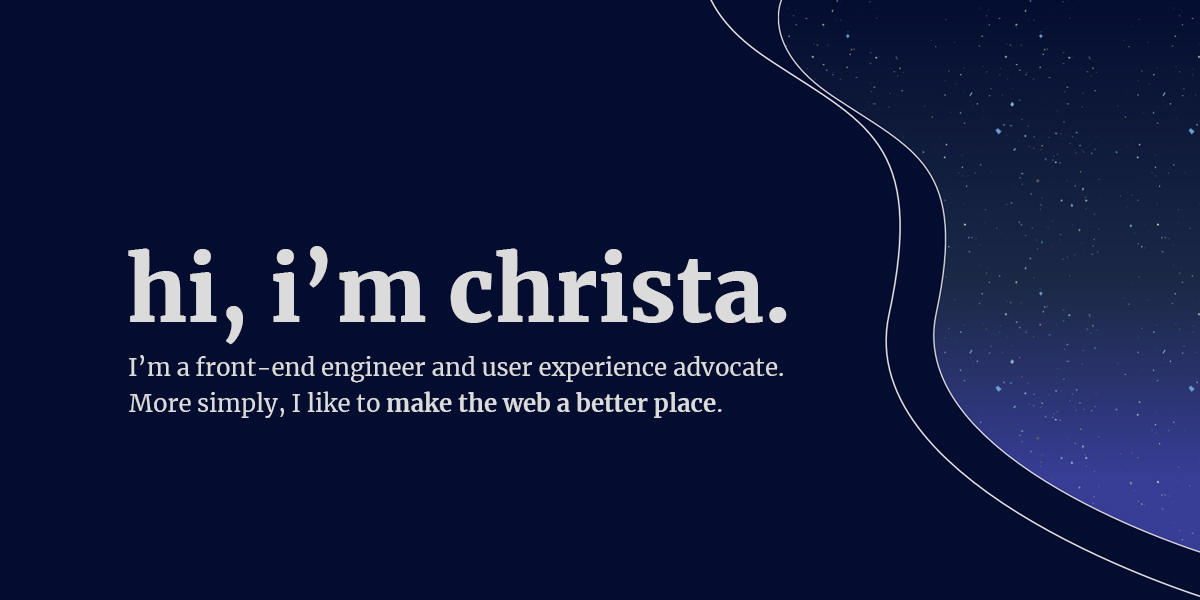 hi, i’m christa.
I’m a front-end engineer and user experience advocate.
More simply, I like to make the web a better place.